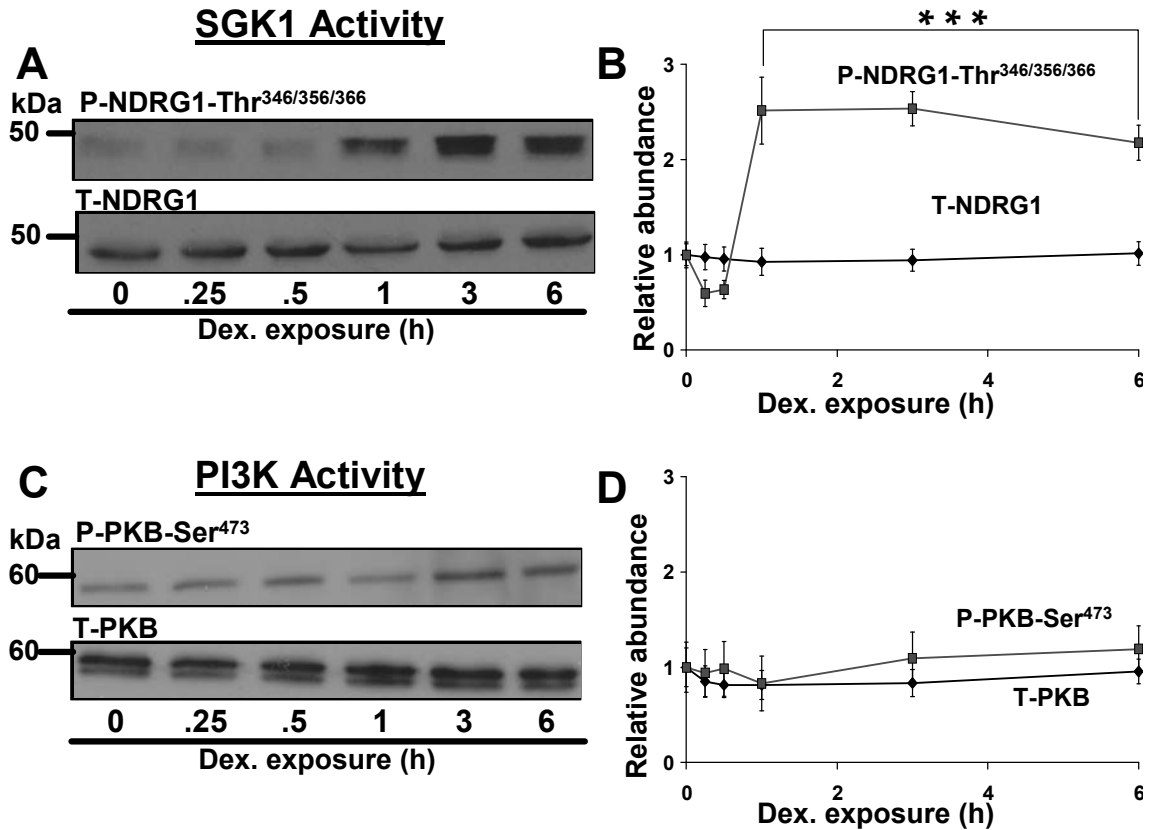 SGK1 Activity
A
kDa
P-NDRG1-Thr346/356/366
50
T-NDRG1
50
0 .25 .5 1 3 6
Dex. exposure (h)
B
* * *
P-NDRG1-Thr346/356/366
T-NDRG1
Relative abundance
3
2
1
0
0 2 4 6
Dex. exposure (h)
C
PI3K Activity
kDa
P-PKB-Ser473
60
T-PKB
60
0 .25 .5 1 3 6
Dex. exposure (h)
D
P-PKB-Ser473
T-PKB
Relative abundance
3
2
1
0
0 2 4 6
Dex. exposure (h)